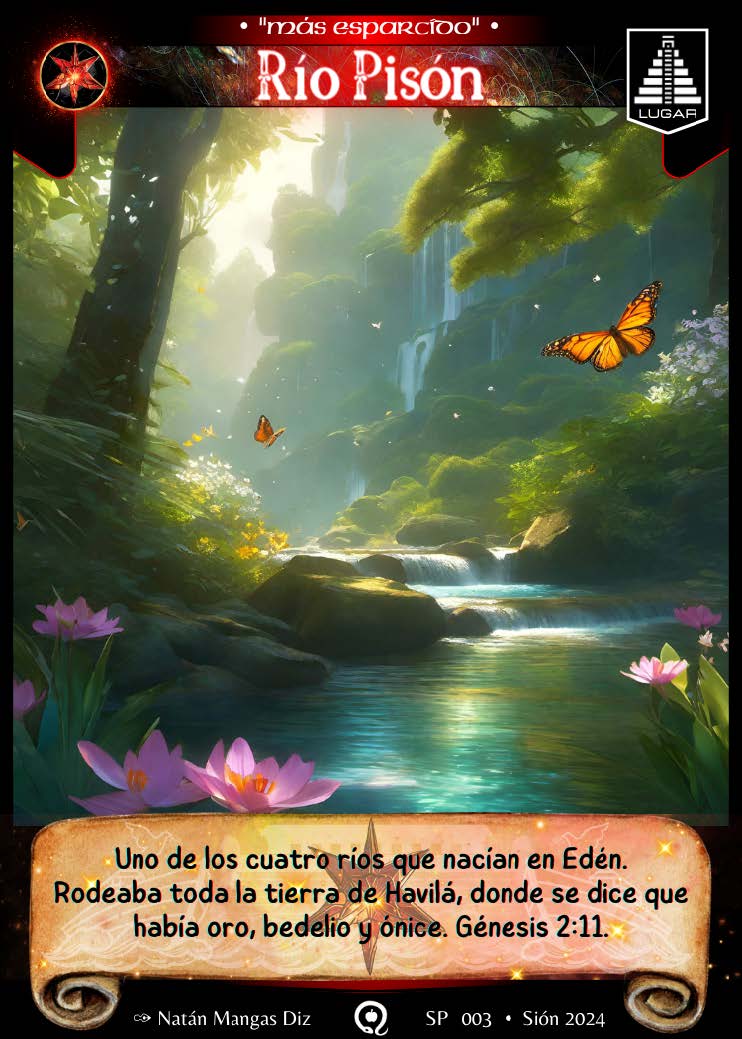 • "más esparcído" •
Río Pisón
LUGAR
Uno de los cuatro ríos que nacían en Edén.
Rodeaba toda la tierra de Havilá, donde se dice que
había oro, bedelio y ónice. Génesis 2:11.
Natán Mangas Diz SP 003 • Sión 2024